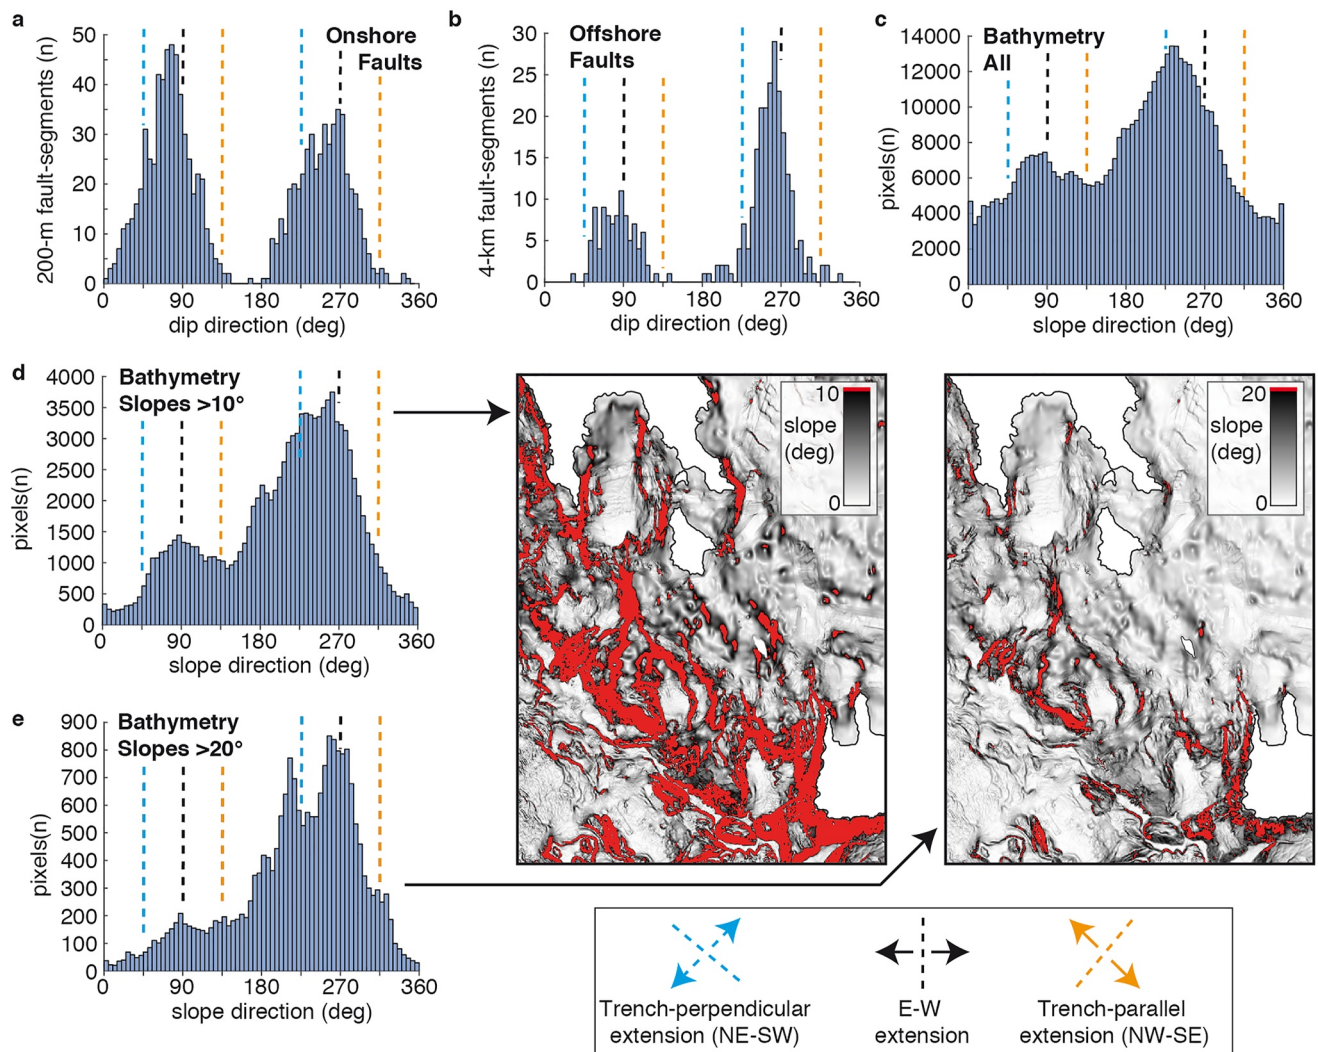 a
Onshore
Faults
200-m fault-segments (n)
50
40
30
20
10
0
0 90 180 270 360
dip direction (deg)
b
Offshore
Faults
4-km fault-segments (n)
30
25
20
15
10
5
0
0 90 180 270 360
dip direction (deg)
c
Bathymetry
All
pixels(n)
14000
12000
10000
8000
6000
4000
2000
0
0 90 180 270 360
slope direction (deg)
d
Bathymetry
Slopes >10°
pixels(n)
4000
3500
3000
2500
2000
1500
1000
500
0
0 90 180 270 360
slope direction (deg)
10
slope
(deg)
0
20
slope
(deg)
0
e
Bathymetry
Slopes >20°
pixels(n)
900
800
700
600
500
400
300
200
100
0
0 90 180 270 360
slope direction (deg)
Trench-perpendicular
extension (NE-SW)
E-W
extension
Trench-parallel
extension (NW-SE)